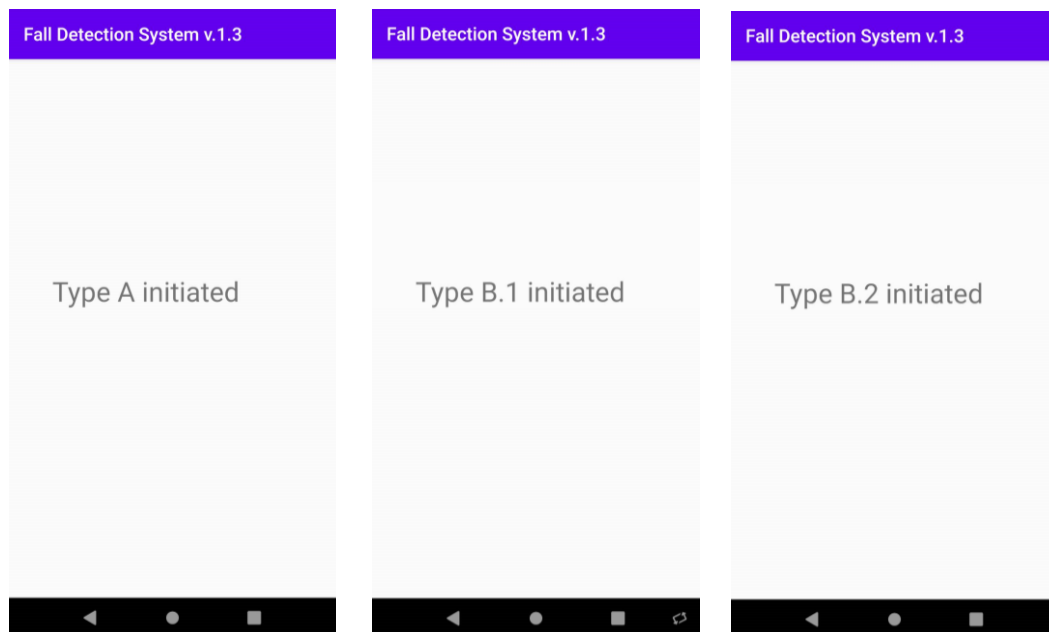 Fall Detection System v.1.3
Type A initiated
Fall Detection System v.1.3
Type B.1 initiated
Fall Detection System v.1.3
Type B.2 initiated